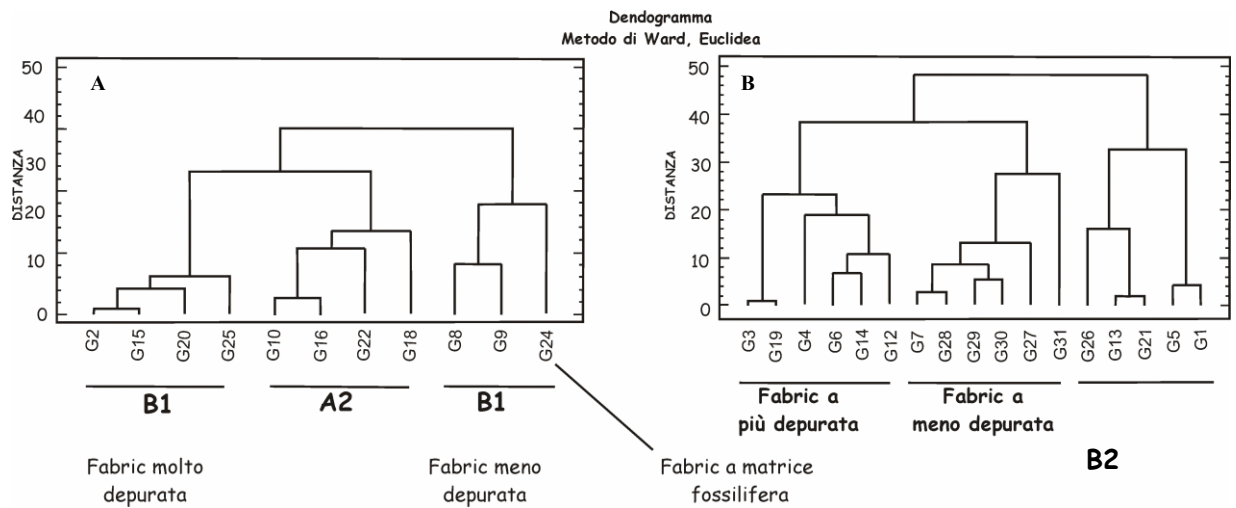 Dendogramma
Metodo di Ward, Euclidea
A
DISTANZA
50
40
30
20
10
0
G2
G15
G20
G25
G10
G16
G22
G18
G8
G9
G24
B1
A2
B1
Fabric molto
depurata
Fabric meno
depurata
Fabric a matrice
fossilifera
B
DISTANZA
50
40
30
20
10
0
G3
G19
G4
G6
G14
G12
G7
G28
G29
G30
G27
G31
G26
G13
G21
G5
G1
Fabric a
più depurata
Fabric a
meno depurata
B2